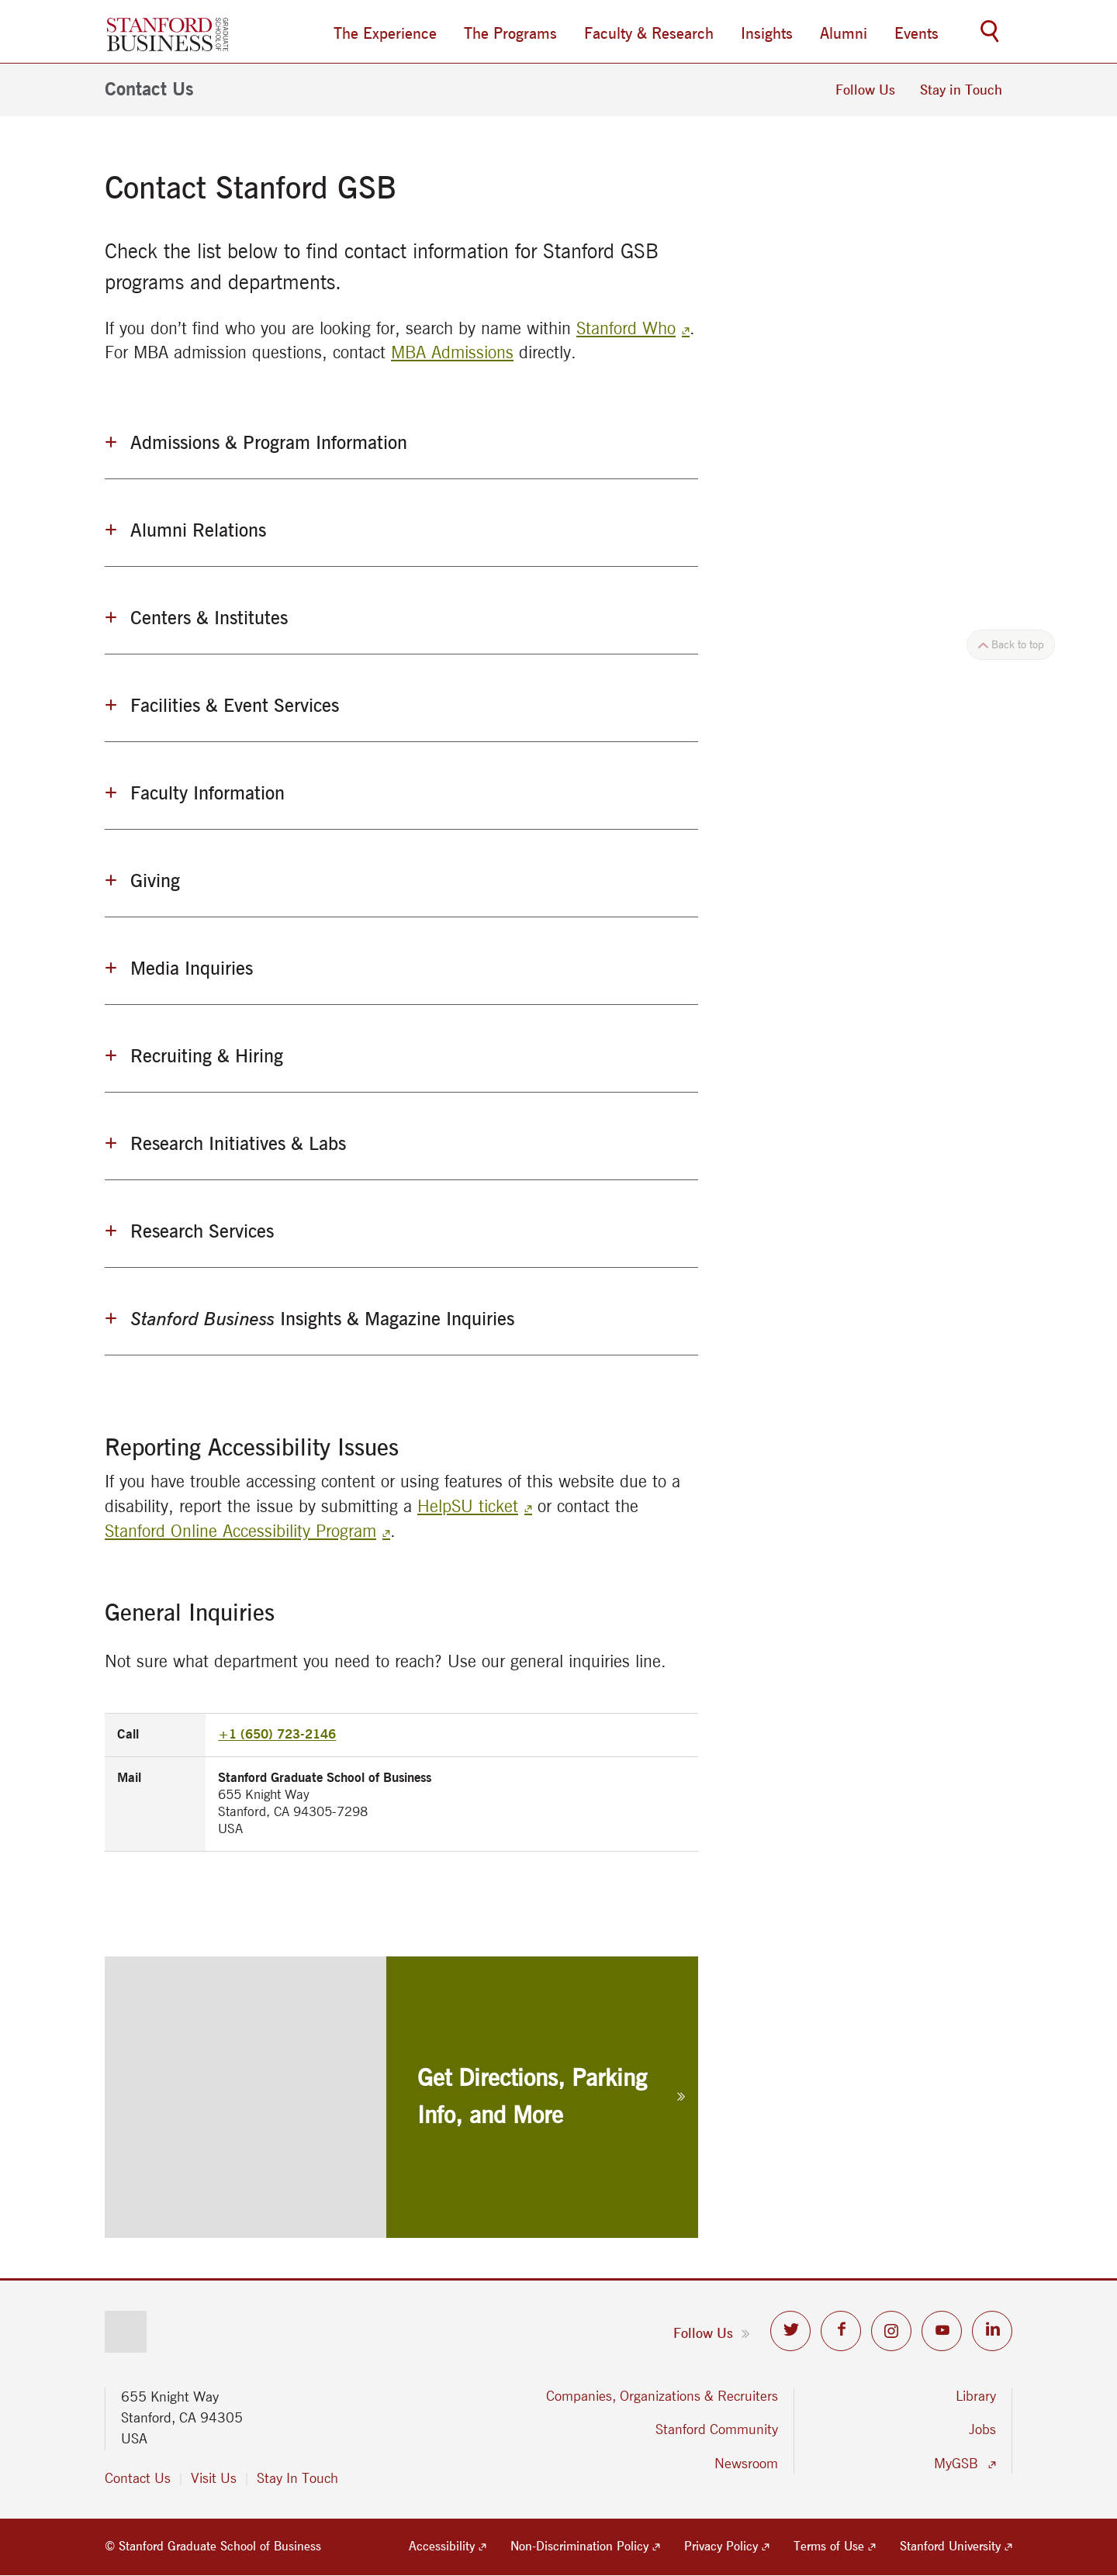 STANFORD
BUSINESS
GRADUATE
SCHOOL OF
The Experience
The Programs
Faculty & Research
Insights
Alumni
Events
Contact Us
Follow Us
Stay in Touch
Contact Stanford GSB
Check the list below to find contact information for Stanford GSB
programs and departments.
If you don’t find who you are looking for, search by name within Stanford Who.
For MBA admission questions, contact MBA Admissions directly.
+ Admissions & Program Information
+ Alumni Relations
+ Centers & Institutes
Back to top
+ Facilities & Event Services
+ Faculty Information
+ Giving
+ Media Inquiries
+ Recruiting & Hiring
+ Research Initiatives & Labs
+ Research Services
+ Stanford Business Insights & Magazine Inquiries
Reporting Accessibility Issues
If you have trouble accessing content or using features of this website due to a
disability, report the issue by submitting a HelpSU ticket or contact the
Stanford Online Accessibility Program.
General Inquiries
Not sure what department you need to reach? Use our general inquiries line.
Call
+1 (650) 723-2146
Mail
Stanford Graduate School of Business
655 Knight Way
Stanford, CA 94305-7298
USA
Get Directions, Parking
Info, and More
Follow Us
655 Knight Way
Stanford, CA 94305
USA
Contact Us
Visit Us
Stay In Touch
Companies, Organizations & Recruiters
Stanford Community
Newsroom
Library
Jobs
MyGSB
© Stanford Graduate School of Business
Accessibility
Non-Discrimination Policy
Privacy Policy
Terms of Use
Stanford University